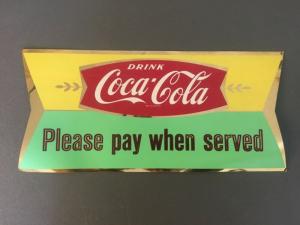 DRINK
Coca-Cola
Please pay when served